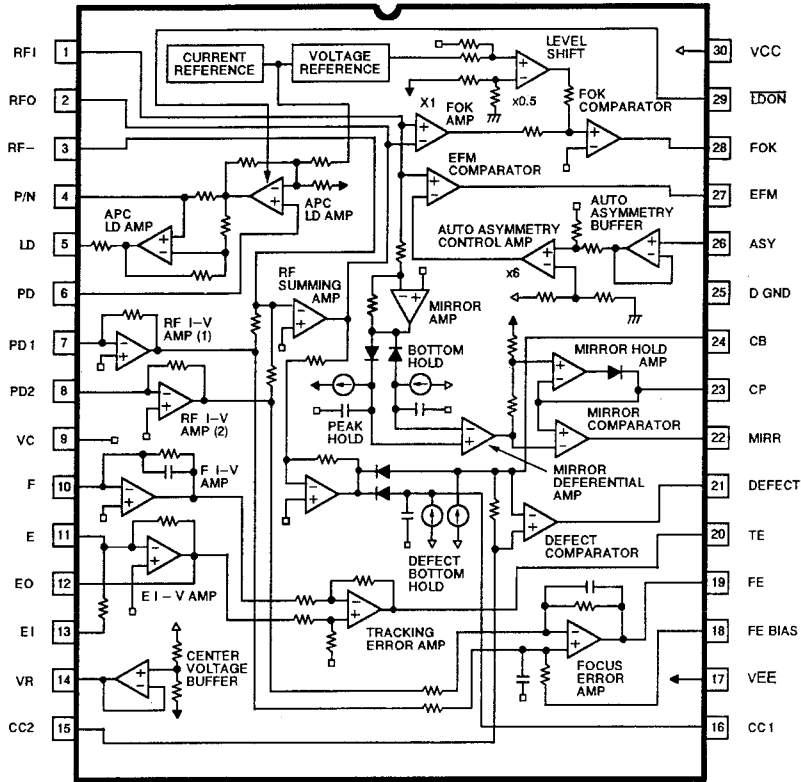 RFI 1
RFO 2
RF− 3
P/N 4
LD 5
PD 6
PD1 7
PD2 8
VC 9
F 10
E 11
EO 12
EI 13
VR 14
CC2 15
CURRENT
REFERENCE
VOLTAGE
REFERENCE
LEVEL
SHIFT
x0.5
X1
FOK
AMP
FOK
COMPARATOR
APC
LD AMP
APC
LD AMP
EFM
COMPARATOR
AUTO
ASYMMETRY
BUFFER
AUTO ASYMMETRY
CONTROL AMP
x6
RF
SUMMING
AMP
MIRROR
AMP
RF I−V
AMP (1)
RF I−V
AMP (2)
BOTTOM
HOLD
PEAK
HOLD
MIRROR HOLD
AMP
MIRROR
COMPARATOR
MIRROR
DEFERENTIAL
AMP
F I−V
AMP
E I−V AMP
DEFECT
BOTTOM
HOLD
DEFECT
COMPARATOR
TRACKING
ERROR AMP
CENTER
VOLTAGE
BUFFER
FOCUS
ERROR
AMP
30 VCC
29 LDON
28 FOK
27 EFM
26 ASY
25 D GND
24 CB
23 CP
22 MIRR
21 DEFECT
20 TE
19 FE
18 FE BIAS
17 VEE
16 CC1